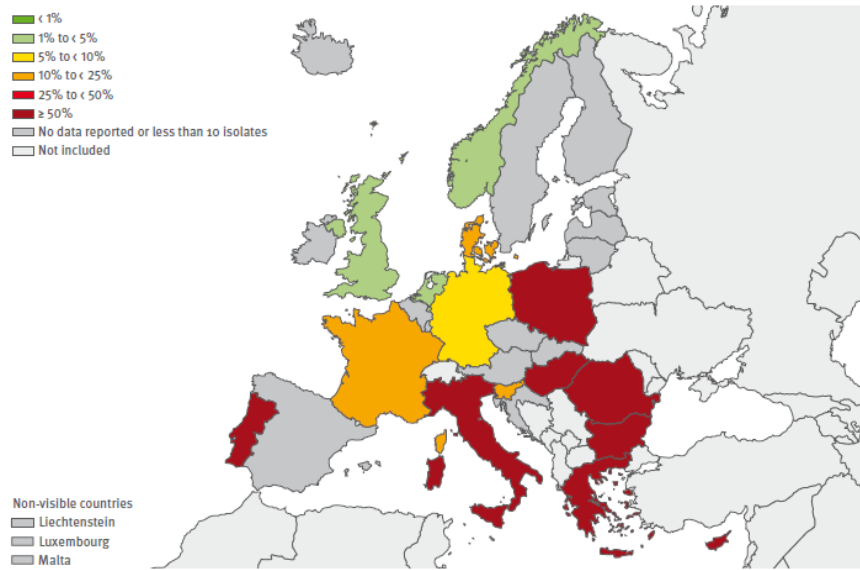 < 1%
1% to < 5%
5% to < 10%
10% to < 25%
25% to < 50%
≥ 50%
No data reported or less than 10 isolates
Not included
Non-visible countries
Liechtenstein
Luxembourg
Malta